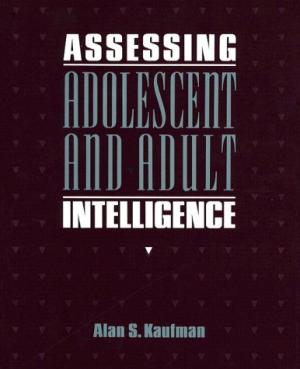 ASSESSING
ADOLESCENT
AND ADULT
INTELLIGENCE
Alan S. Kaufman